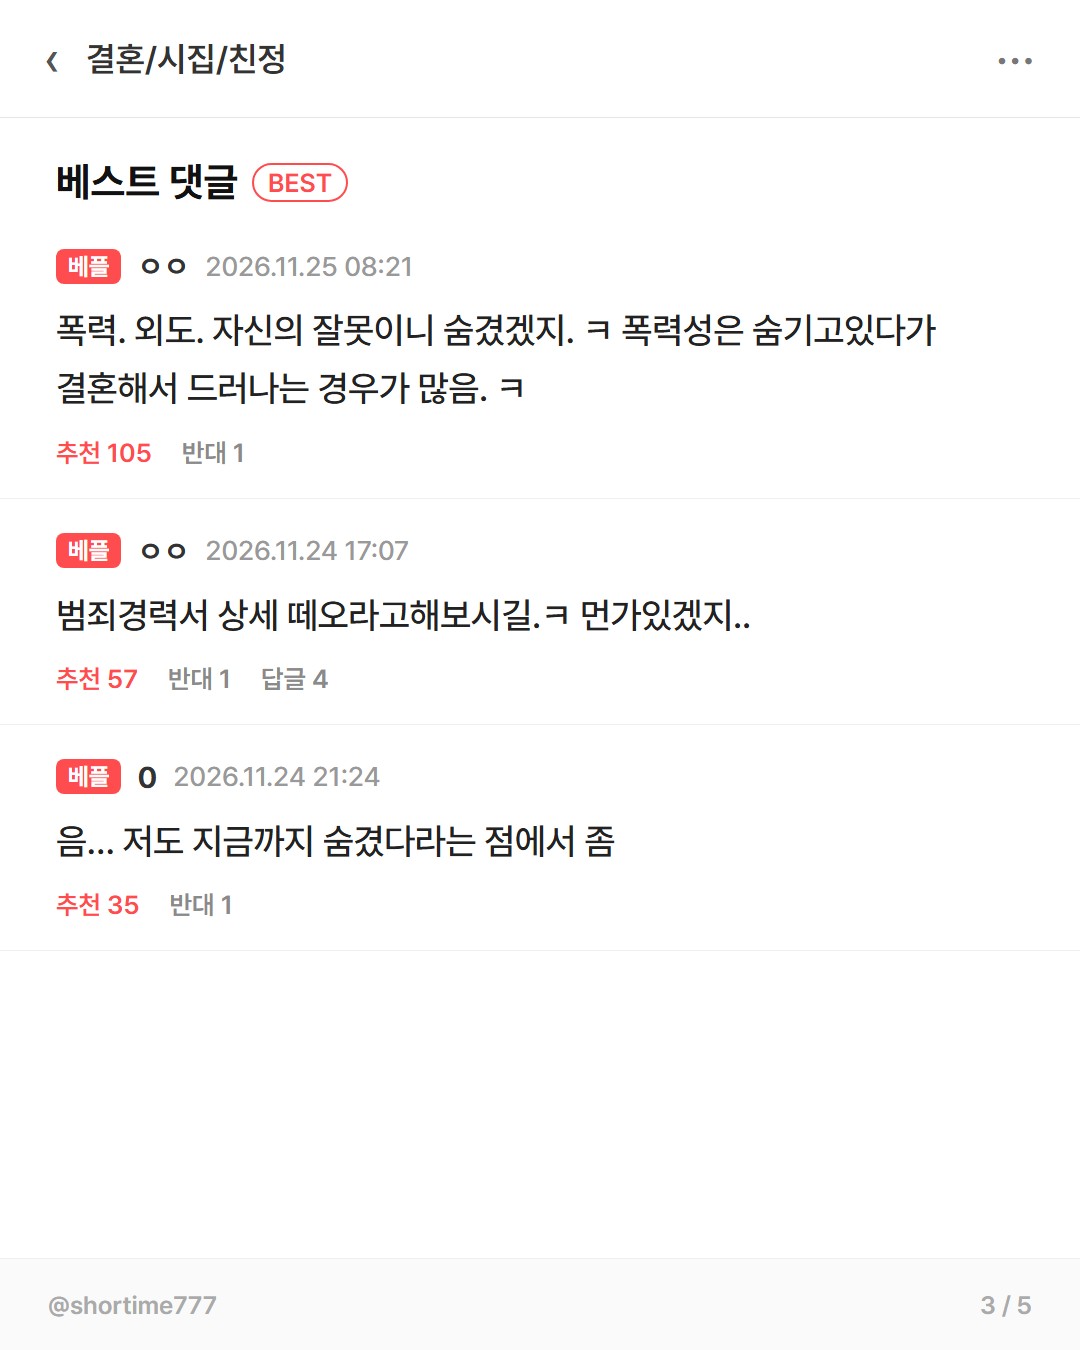 결혼/시집/친정
베스트 댓글 BEST
베플 ㅇㅇ 2026.11.25 08:21
폭력. 외도. 자신의 잘못이니 숨겼겠지. ㅋ 폭력성은 숨기고있다가
결혼해서 드러나는 경우가 많음. ㅋ
추천 105 반대 1
베플 ㅇㅇ 2026.11.24 17:07
범죄경력서 상세 떼오라고해보시길.ㅋ 먼가있겠지..
추천 57 반대 1 답글 4
베플 0 2026.11.24 21:24
음... 저도 지금까지 숨겼다라는 점에서 좀
추천 35 반대 1
@shortime777 3 / 5